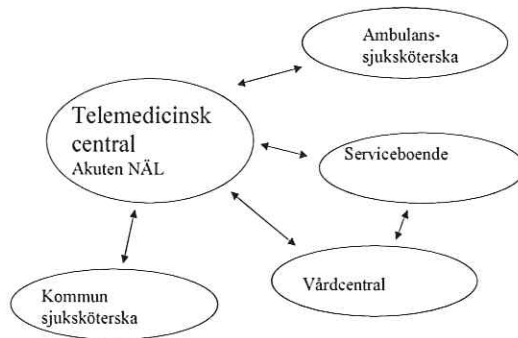 Ambulans-
sjuksköterska
Telemedicinsk
central
Akuten NÄL
Serviceboende
Vårdcentral
Kommun
sjuksköterska